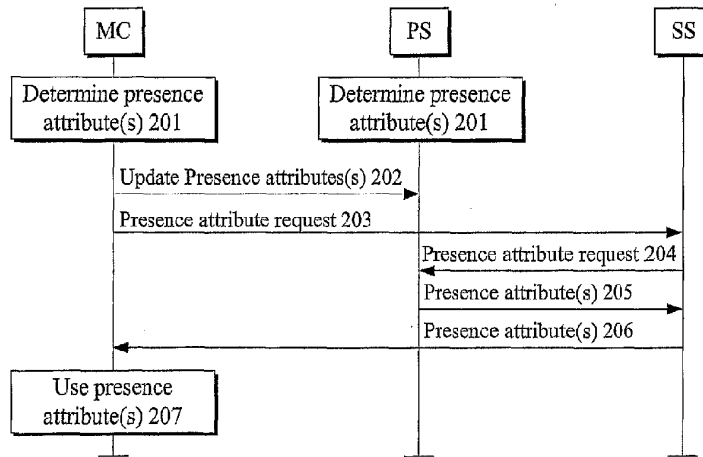 MC
PS
SS
Determine presence
attribute(s) 201
Determine presence
attribute(s) 201
Update Presence attributes(s) 202
Presence attribute request 203
Presence attribute request 204
Presence attribute(s) 205
Presence attribute(s) 206
Use presence
attribute(s) 207